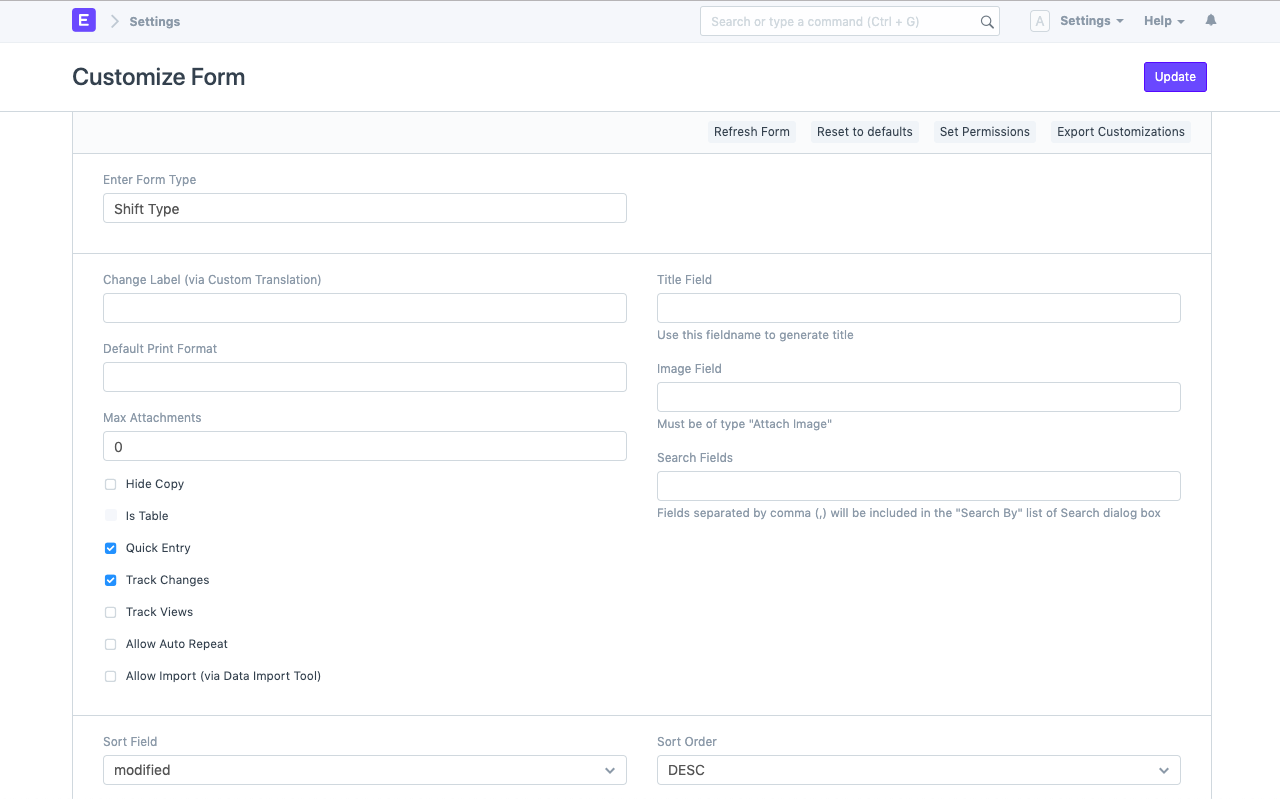 E
Settings
Search or type a command (Ctrl + G)
A
Settings
Help
Customize Form
Update
Refresh Form
Reset to defaults
Set Permissions
Export Customizations
Enter Form Type
Shift Type
Change Label (via Custom Translation)
Default Print Format
Max Attachments
0
Hide Copy
Is Table
Quick Entry
Track Changes
Track Views
Allow Auto Repeat
Allow Import (via Data Import Tool)
Title Field
Use this fieldname to generate title
Image Field
Must be of type "Attach Image"
Search Fields
Fields separated by comma (,) will be included in the "Search By" list of Search dialog box
Sort Field
modified
Sort Order
DESC